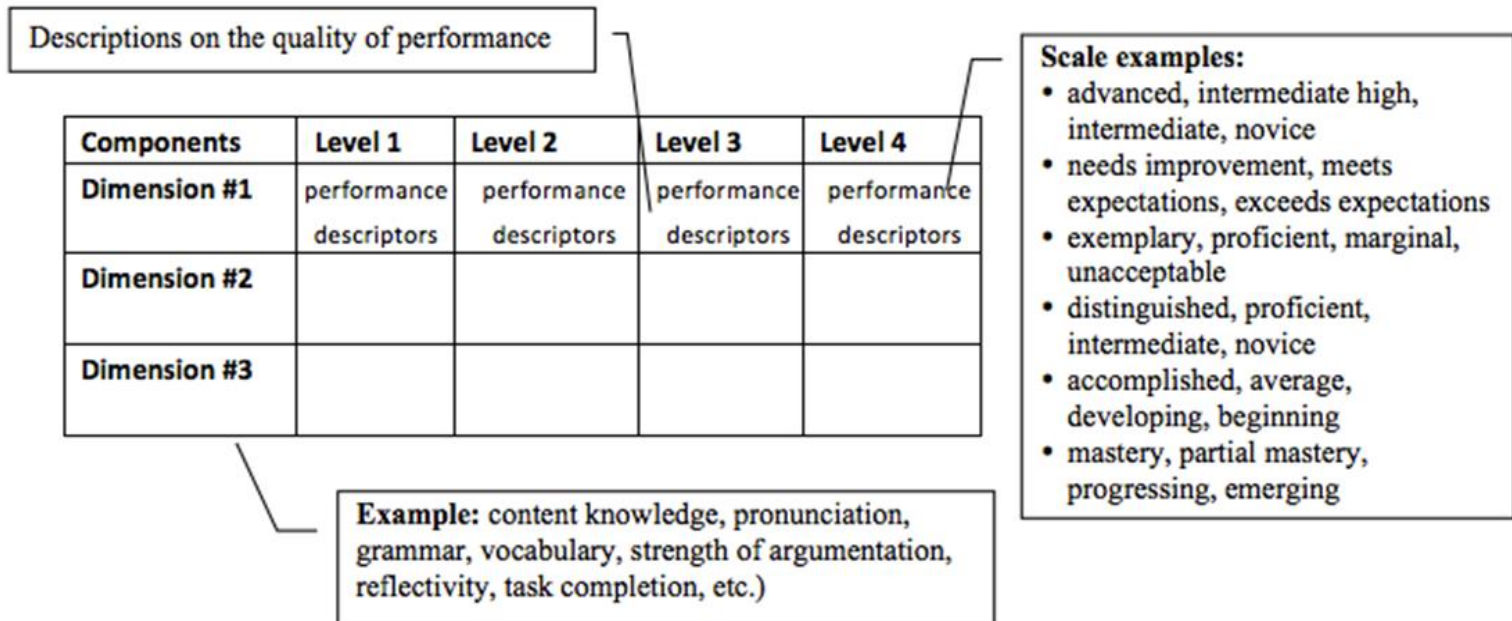 Descriptions on the quality of performance
Components Level 1 Level 2 Level 3 Level 4
Dimension #1 performance performance performance performance
descriptors descriptors descriptors descriptors
Dimension #2
Dimension #3
Example: content knowledge, pronunciation,
grammar, vocabulary, strength of argumentation,
reflectivity, task completion, etc.)
Scale examples:
• advanced, intermediate high,
intermediate, novice
• needs improvement, meets
expectations, exceeds expectations
• exemplary, proficient, marginal,
unacceptable
• distinguished, proficient,
intermediate, novice
• accomplished, average,
developing, beginning
• mastery, partial mastery,
progressing, emerging